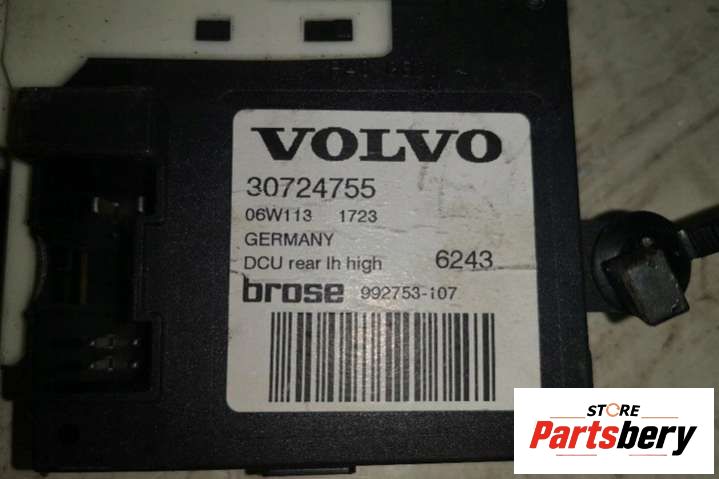 VOLVO
30724755
06W113 1723
GERMANY
DCU rear lh high 6243
brose 992753-107
STORE
Partsbery